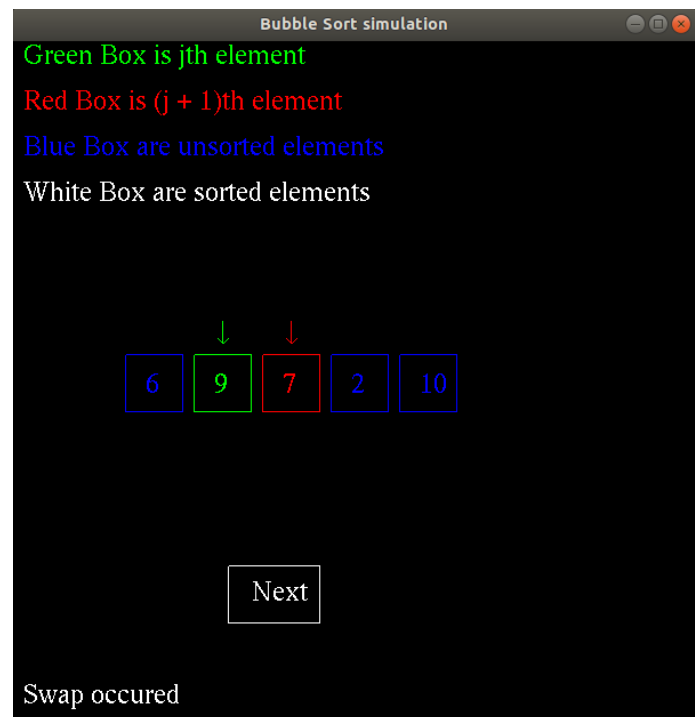 Bubble Sort simulation
Green Box is jth element
Red Box is (j + 1)th element
Blue Box are unsorted elements
White Box are sorted elements
↓ ↓
6 9 7 2 10
Next
Swap occured